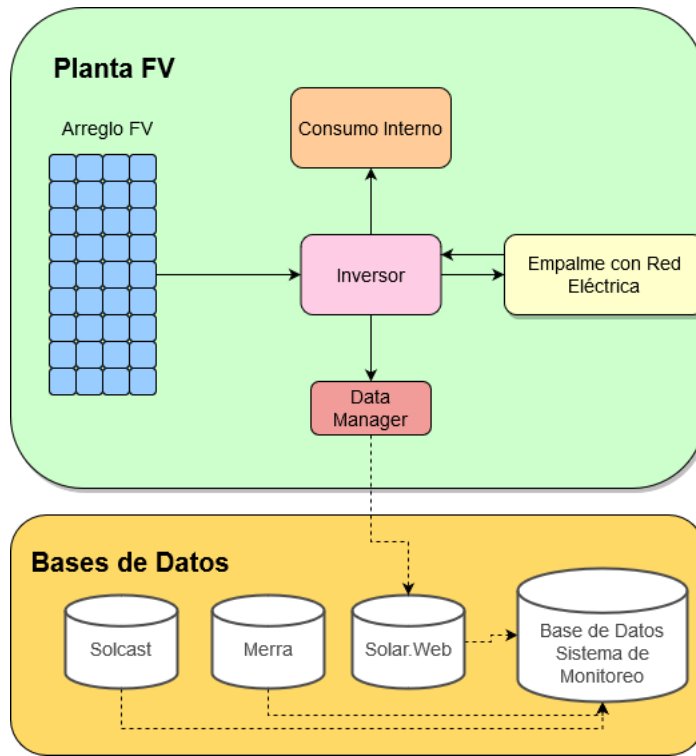 Planta FV
Arreglo FV
Consumo Interno
Inversor
Empalme con Red
Eléctrica
Data
Manager
Bases de Datos
Solcast
Merra
Solar.Web
Base de Datos
Sistema de
Monitoreo